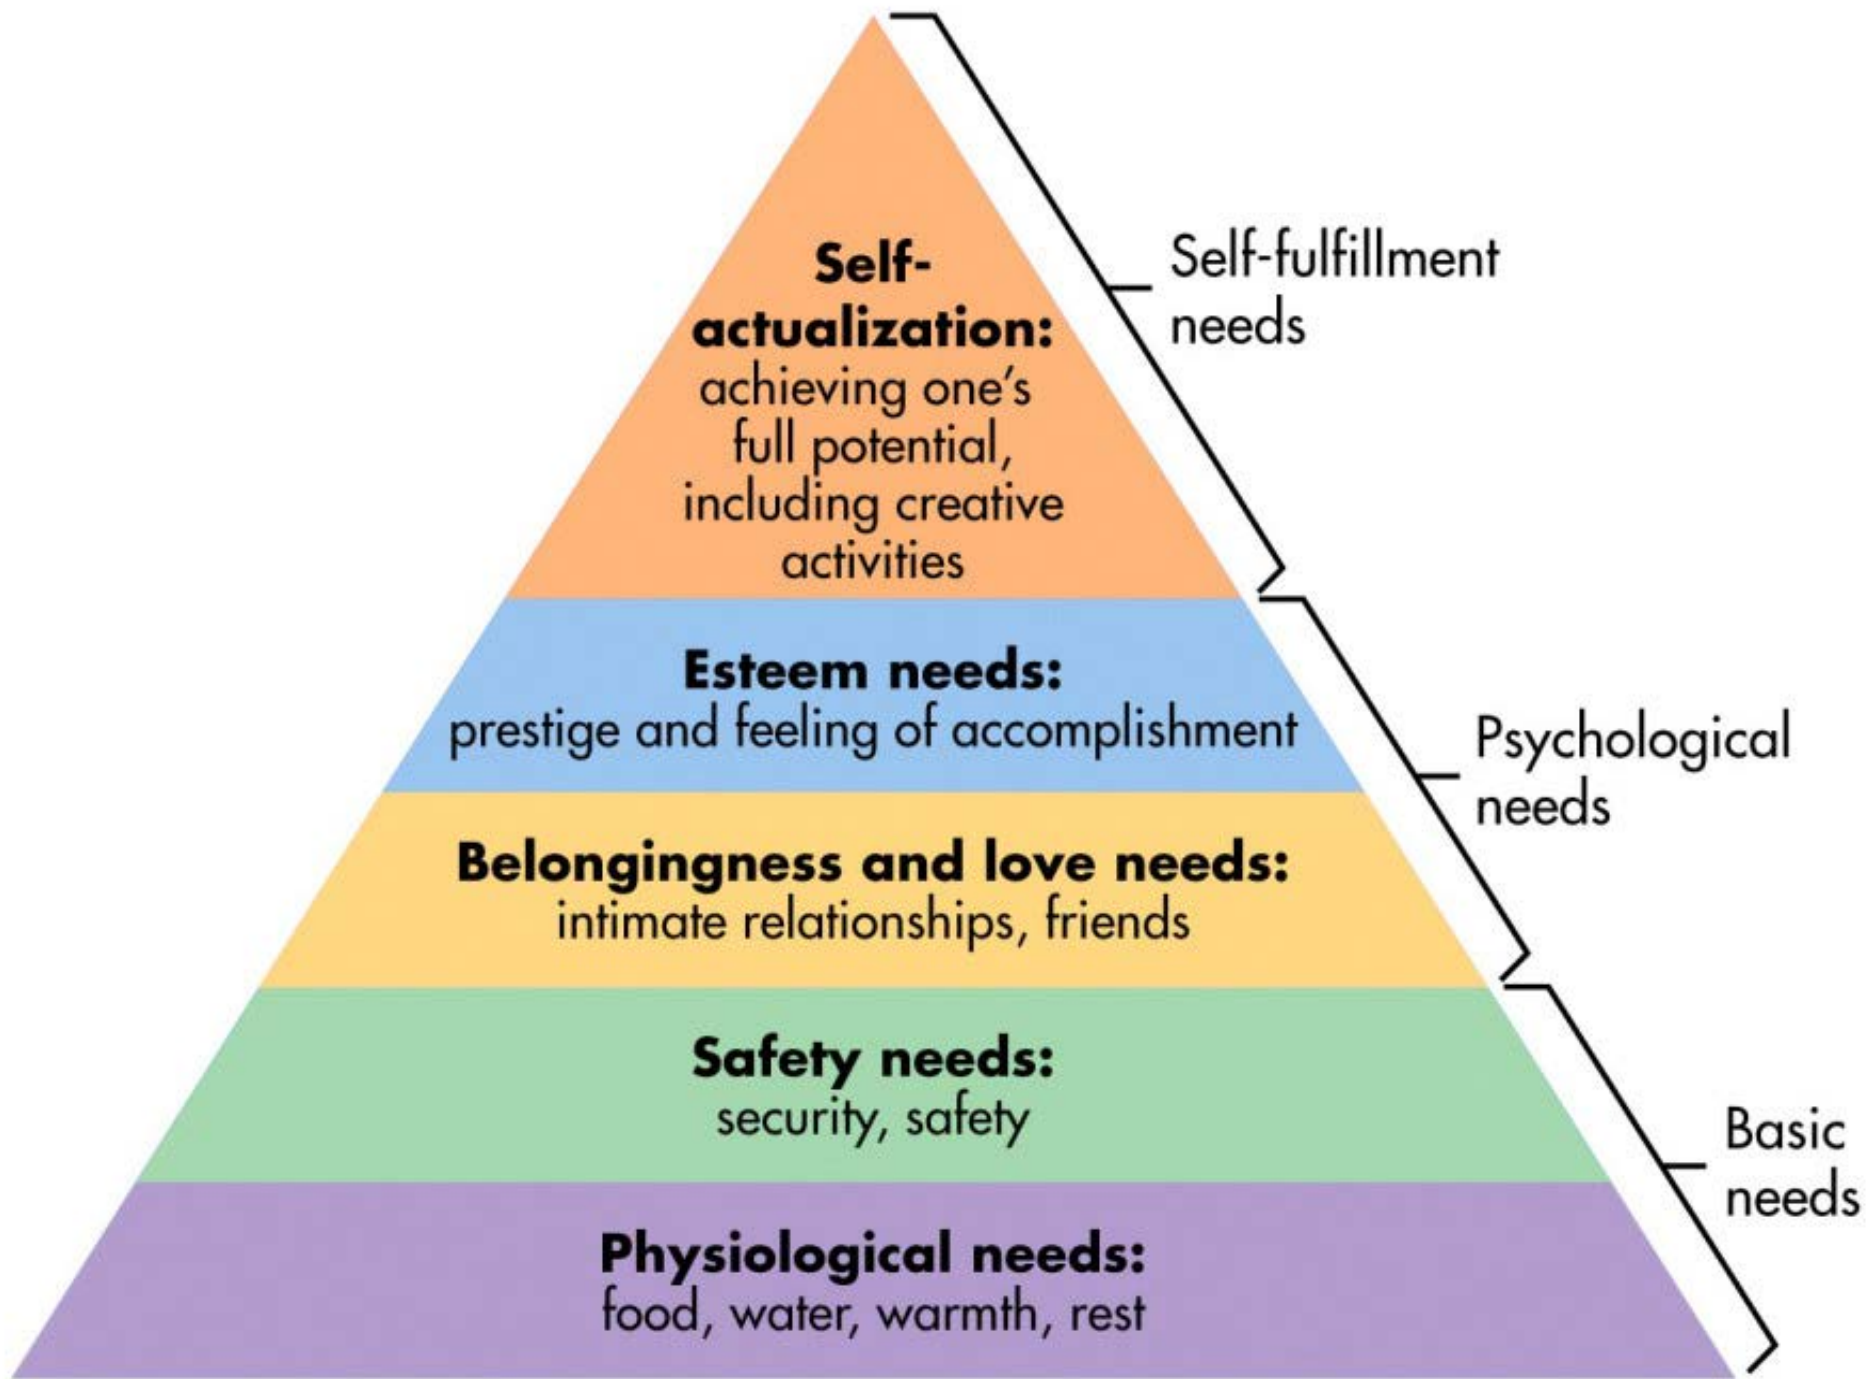 Self-
actualization:
achieving one's
full potential,
including creative
activities
Self-fulfillment
needs
Esteem needs:
prestige and feeling of accomplishment
Psychological
needs
Belongingness and love needs:
intimate relationships, friends
Safety needs:
security, safety
Basic
needs
Physiological needs:
food, water, warmth, rest